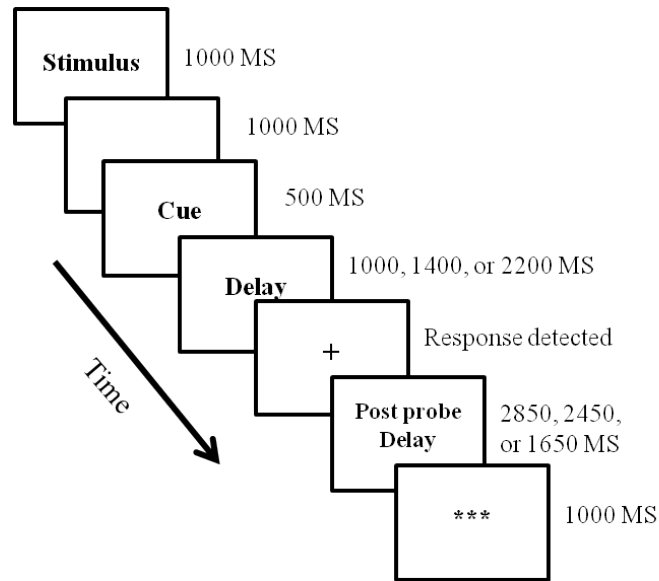 Stimulus
1000 MS
1000 MS
Cue
500 MS
Delay
1000, 1400, or 2200 MS
+
Response detected
Time
Post probe
Delay
2850, 2450,
or 1650 MS
***
1000 MS